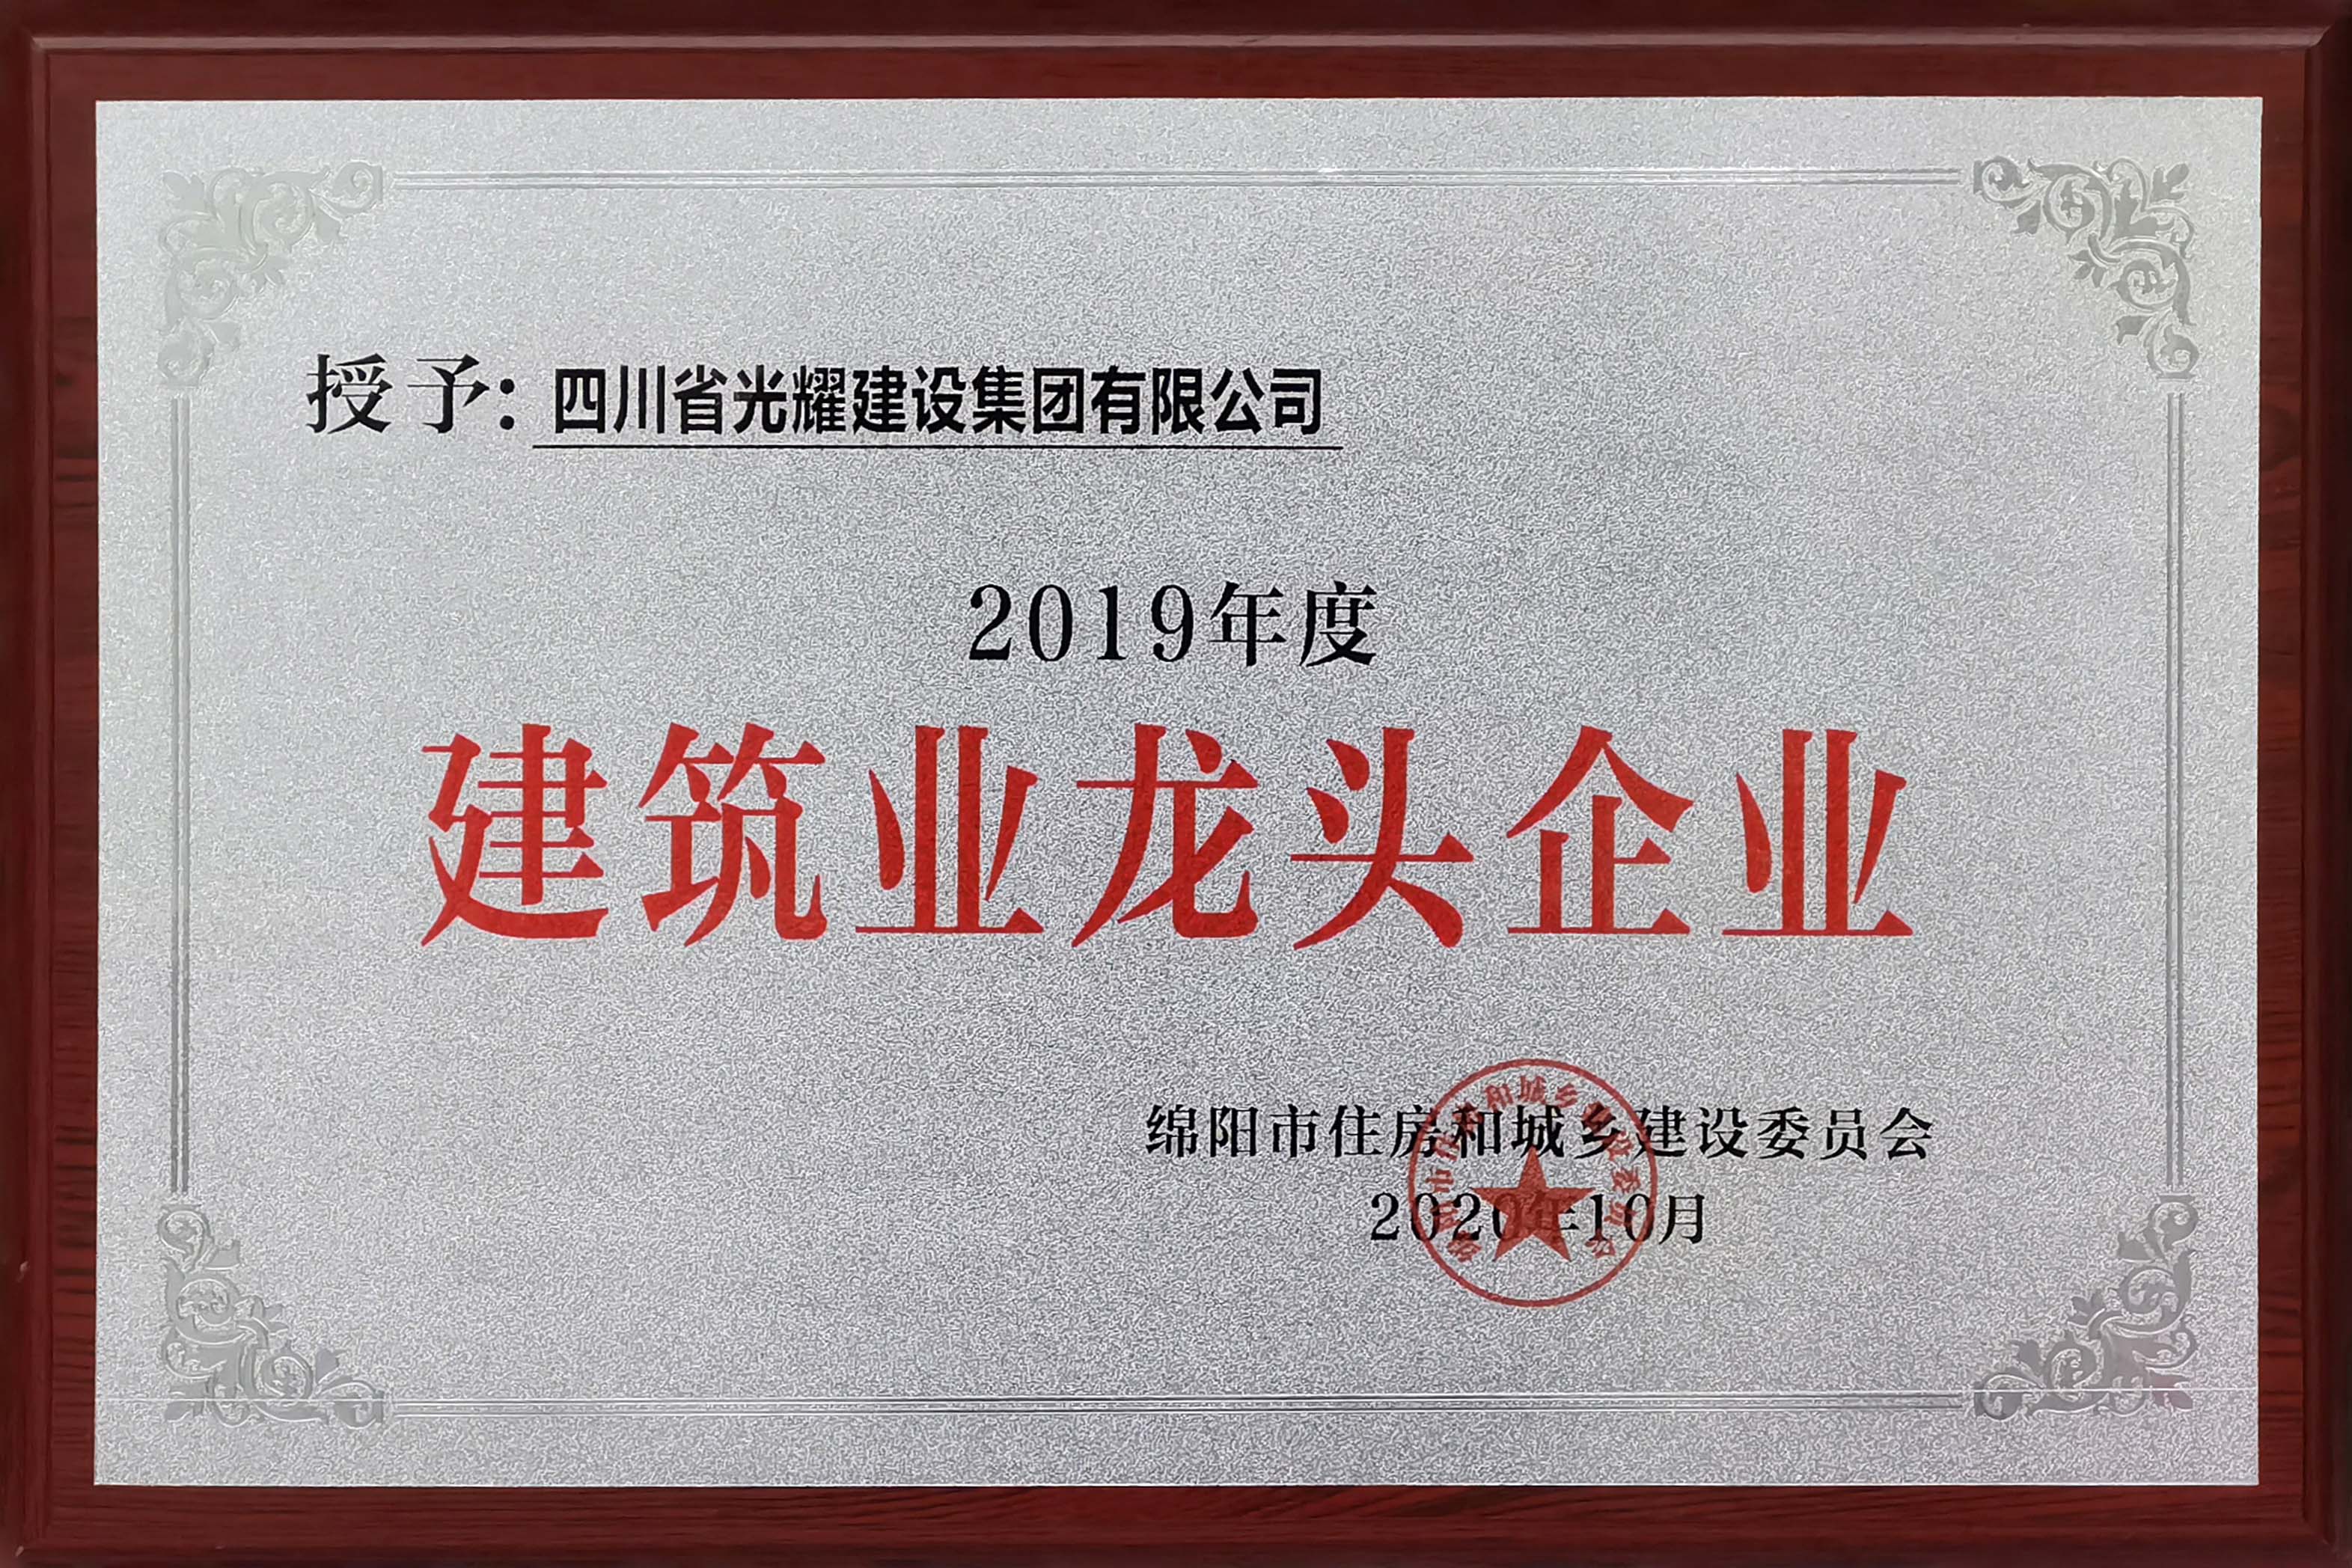 授予：四川省光耀建设集团有限公司
2019年度
建筑业龙头企业
绵阳市住房和城乡建设委员会
2020年10月